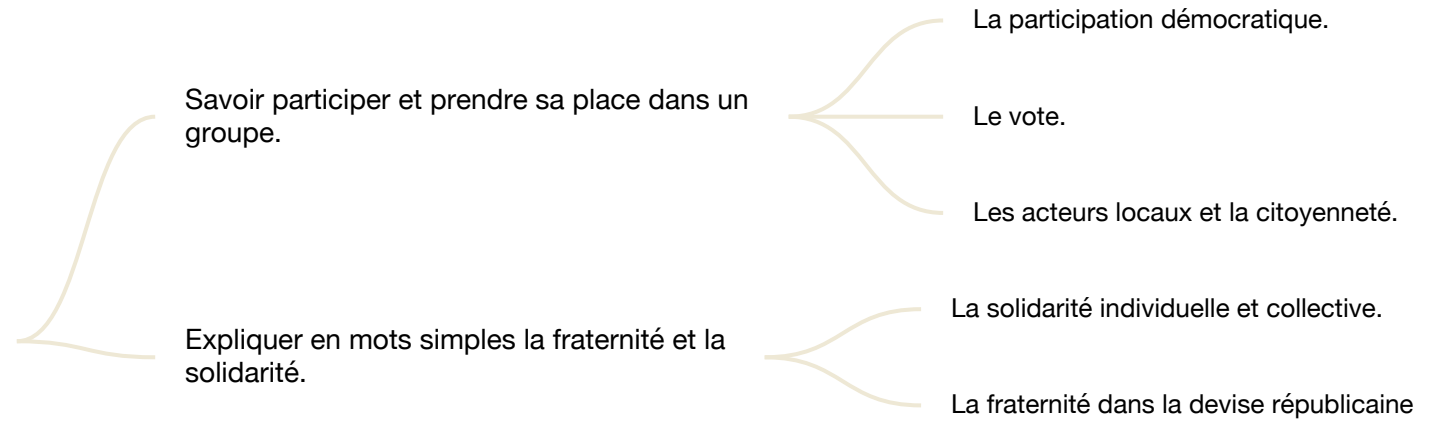 La participation démocratique.
Savoir participer et prendre sa place dans un
groupe.
Le vote.
Les acteurs locaux et la citoyenneté.
Expliquer en mots simples la fraternité et la
solidarité.
La solidarité individuelle et collective.
La fraternité dans la devise républicaine